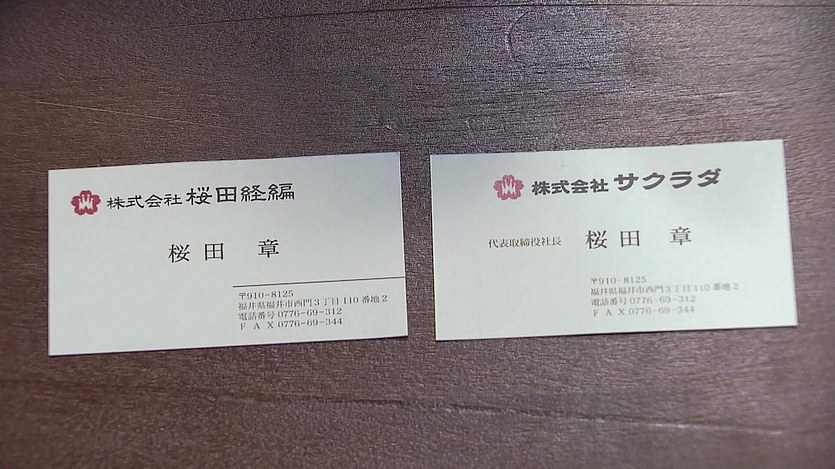 株式会社 桜田経編
桜田 章
〒910-8125
福井県福井市西門3丁目110番地2
電話番号 0776-69-312
FAX 0776-69-344
株式会社 サクラダ
代表取締役社長 桜田 章
〒910-8125
福井県福井市西門3丁目110番地2
電話番号 0776-69-312
FAX 0776-69-344